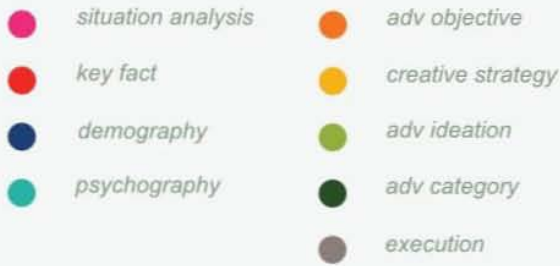 situation analysis
key fact
demography
psychography
adv objective
creative strategy
adv ideation
adv category
execution